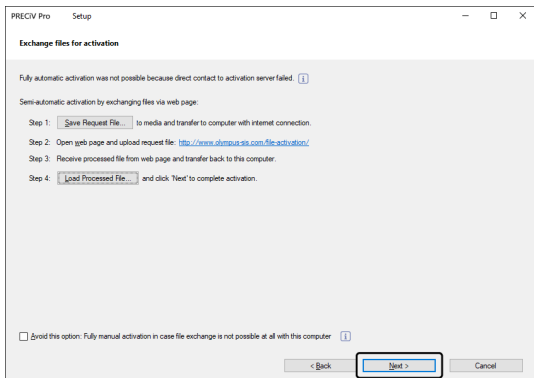 PRECiV Pro Setup
Exchange files for activation
Fully automatic activation was not possible because direct contact to activation server failed. i
Semi-automatic activation by exchanging files via web page:
Step 1: Save Request File... to media and transfer to computer with internet connection.
Step 2: Open web page and upload request file: http://www.olympus-sis.com/file-activation/
Step 3: Receive processed file from web page and transfer back to this computer.
Step 4: Load Processed File... and click 'Next' to complete activation.
Avoid this option: Fully manual activation in case file exchange is not possible at all with this computer i
< Back Next > Cancel